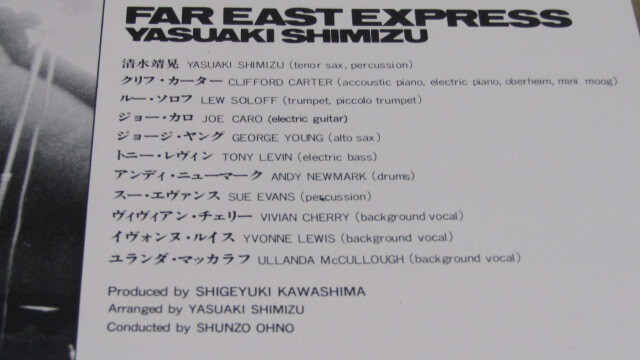 FAR EAST EXPRESS
YASUAKI SHIMIZU
清水靖晃 YASUAKI SHIMIZU (tenor sax, percussion)
クリフ・カーター CLIFFORD CARTER (accoustic piano, electric piano, oberheim, mini moog)
ルー・ソロフ LEW SOLOFF (trumpet, piccolo trumpet)
ジョー・カロ JOE CARO (electric guitar)
ジョージ・ヤング GEORGE YOUNG (alto sax)
トニー・レヴィン TONY LEVIN (electric bass)
アンディ・ニューマーク ANDY NEWMARK (drums)
スー・エヴァンス SUE EVANS (percussion)
ヴィヴィアン・チェリー VIVIAN CHERRY (background vocal)
イヴォンヌ・ルイス YVONNE LEWIS (background vocal)
ユランダ・マッカラフ ULLANDA McCULLOUGH (background vocal)
Produced by SHIGEYUKI KAWASHIMA
Arranged by YASUAKI SHIMIZU
Conducted by SHUNZO OHNO